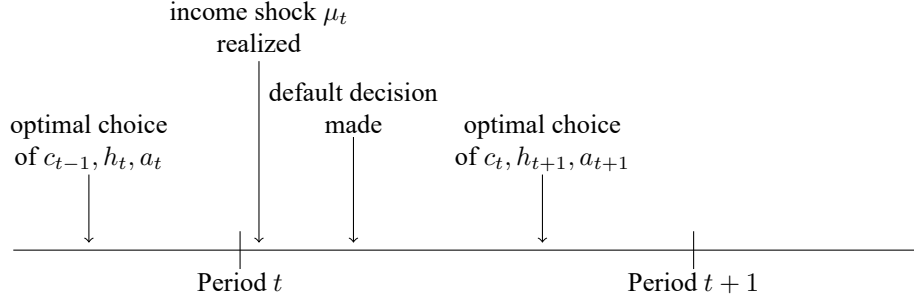 income shock μ_t
realized
default decision
made
optimal choice
of c_{t−1}, h_t, a_t
optimal choice
of c_t, h_{t+1}, a_{t+1}
Period t
Period t + 1